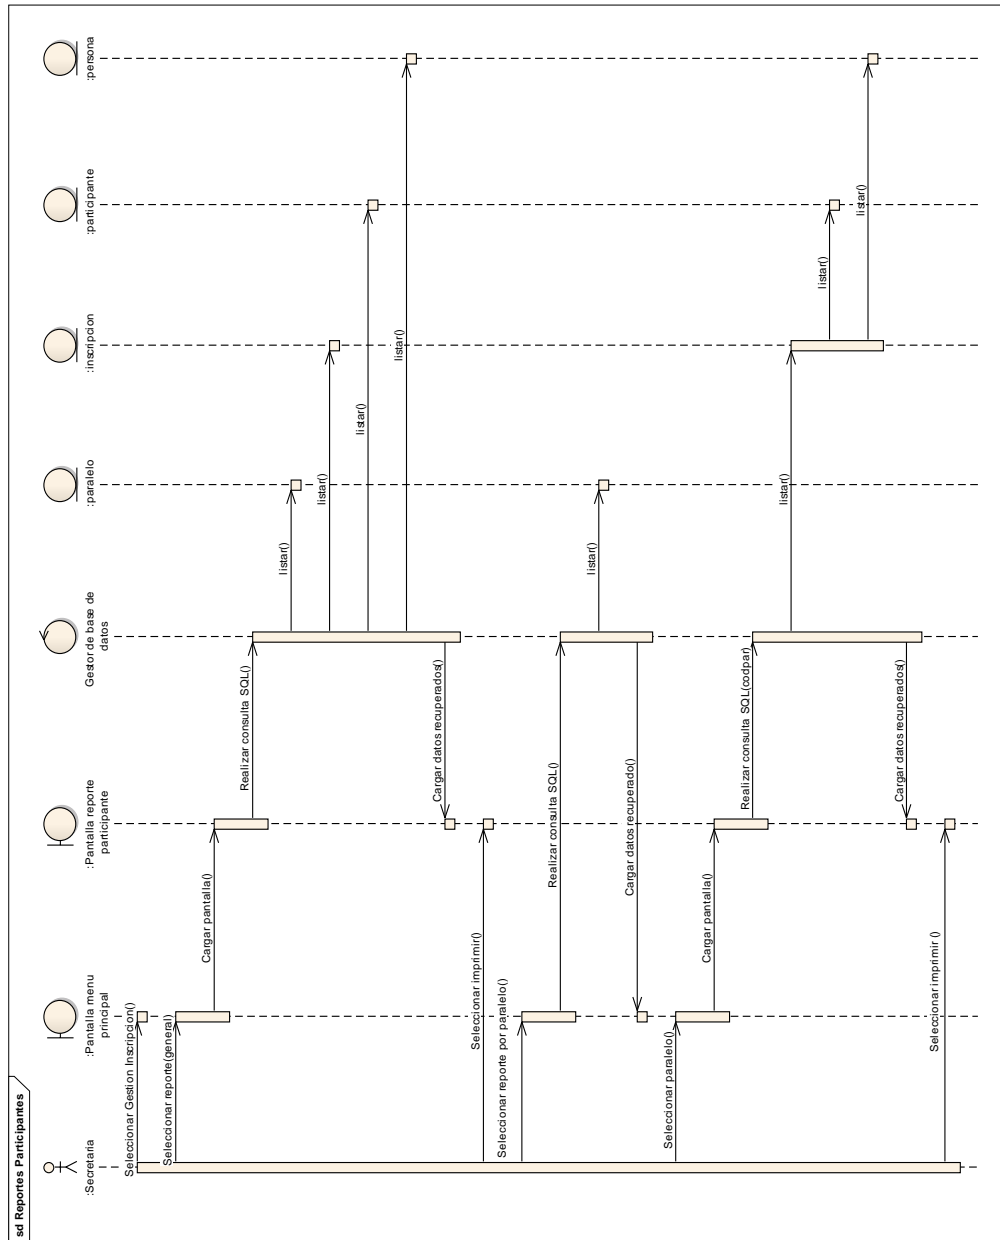 sd Reportes Participantes
:Secretaria
:Pantalla menu
principal
:Pantalla reporte
participante
Gestor de base de
datos
:paralelo
:inscripcion
:participante
:persona
Seleccionar Gestion Inscripcion()
Seleccionar reporte(general)
Cargar pantalla()
Realizar consulta SQL()
listar()
listar()
listar()
listar()
Cargar datos recuperados()
Seleccionar imprimir()
Seleccionar reporte por paralelo()
Realizar consulta SQL()
listar()
Cargar datos recuperado()
Seleccionar paralelo()
Cargar pantalla()
Realizar consulta SQL(codpar)
listar()
listar()
listar()
Cargar datos recuperados()
Seleccionar imprimir ()